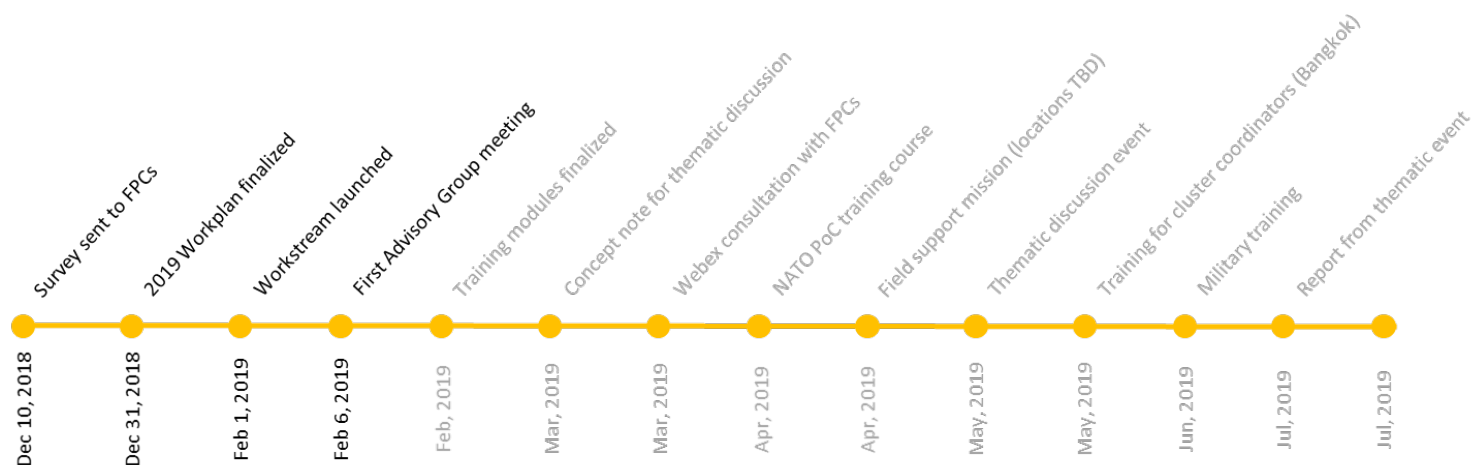 Survey sent to FPCs
2019 Workplan finalized
Workstream launched
First Advisory Group meeting
Training modules finalized
Concept note for thematic discussion
Webex consultation with FPCs
NATO PoC training course
Field support mission (locations TBD)
Thematic discussion event
Training for cluster coordinators (Bangkok)
Military training
Report from thematic event
Dec 10, 2018
Dec 31, 2018
Feb 1, 2019
Feb 6, 2019
Feb, 2019
Mar, 2019
Mar, 2019
Apr, 2019
Apr, 2019
May, 2019
May, 2019
Jun, 2019
Jul, 2019
Jul, 2019